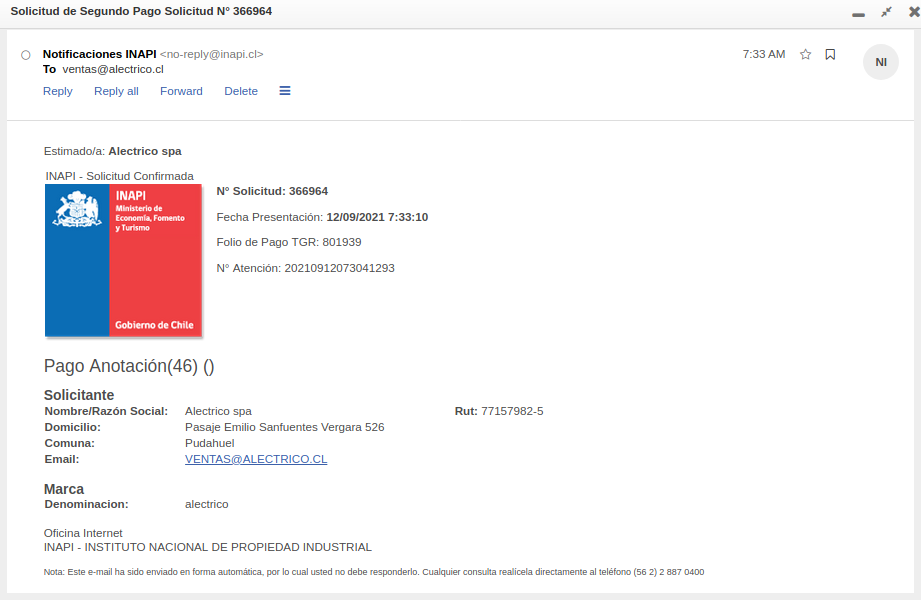 Solicitud de Segundo Pago Solicitud N° 366964
Notificaciones INAPI <no-reply@inapi.cl>
7:33 AM
NI
To ventas@alectrico.cl
Reply Reply all Forward Delete
Estimado/a: Alectrico spa
INAPI - Solicitud Confirmada
INAPI
Ministerio de
Economía, Fomento
y Turismo
Gobierno de Chile
N° Solicitud: 366964
Fecha Presentación: 12/09/2021 7:33:10
Folio de Pago TGR: 801939
N° Atención: 20210912073041293
Pago Anotación(46) ()
Solicitante
Nombre/Razón Social: Alectrico spa Rut: 77157982-5
Domicilio: Pasaje Emilio Sanfuentes Vergara 526
Comuna: Pudahuel
Email: VENTAS@ALECTRICO.CL
Marca
Denominacion: alectrico
Oficina Internet
INAPI - INSTITUTO NACIONAL DE PROPIEDAD INDUSTRIAL
Nota: Este e-mail ha sido enviado en forma automática, por lo cual usted no debe responderlo. Cualquier consulta realícela directamente al teléfono (56 2) 2 887 0400